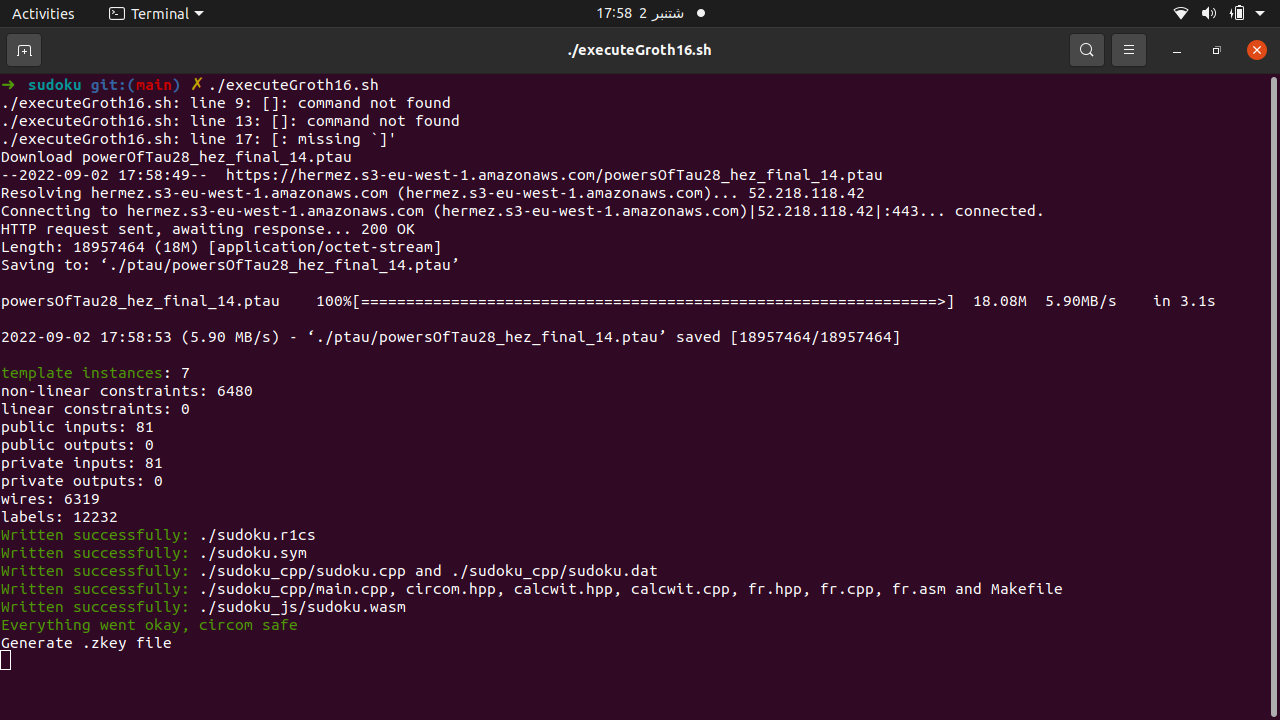 Activities Terminal 17:58 2 شتنبر
./executeGroth16.sh
➜ sudoku git:(main) ✗ ./executeGroth16.sh
./executeGroth16.sh: line 9: []: command not found
./executeGroth16.sh: line 13: []: command not found
./executeGroth16.sh: line 17: [: missing `]'
Download powerOfTau28_hez_final_14.ptau
--2022-09-02 17:58:49-- https://hermez.s3-eu-west-1.amazonaws.com/powersOfTau28_hez_final_14.ptau
Resolving hermez.s3-eu-west-1.amazonaws.com (hermez.s3-eu-west-1.amazonaws.com)... 52.218.118.42
Connecting to hermez.s3-eu-west-1.amazonaws.com (hermez.s3-eu-west-1.amazonaws.com)|52.218.118.42|:443... connected.
HTTP request sent, awaiting response... 200 OK
Length: 18957464 (18M) [application/octet-stream]
Saving to: ‘./ptau/powersOfTau28_hez_final_14.ptau’
powersOfTau28_hez_final_14.ptau 100%[================================================================>] 18.08M 5.90MB/s in 3.1s
2022-09-02 17:58:53 (5.90 MB/s) - ‘./ptau/powersOfTau28_hez_final_14.ptau’ saved [18957464/18957464]
template instances: 7
non-linear constraints: 6480
linear constraints: 0
public inputs: 81
public outputs: 0
private inputs: 81
private outputs: 0
wires: 6319
labels: 12232
Written successfully: ./sudoku.r1cs
Written successfully: ./sudoku.sym
Written successfully: ./sudoku_cpp/sudoku.cpp and ./sudoku_cpp/sudoku.dat
Written successfully: ./sudoku_cpp/main.cpp, circom.hpp, calcwit.hpp, calcwit.cpp, fr.hpp, fr.cpp, fr.asm and Makefile
Written successfully: ./sudoku_js/sudoku.wasm
Everything went okay, circom safe
Generate .zkey file